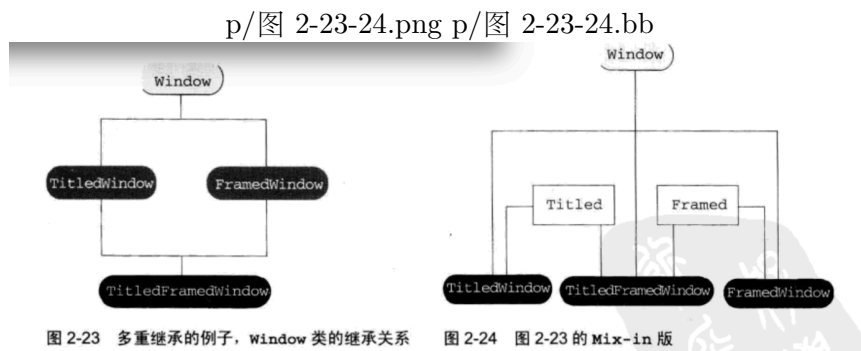 p/图 2-23-24.png p/图 2-23-24.bb
Window
TitledWindow
FramedWindow
TitledFramedWindow
图 2-23 多重继承的例子，Window 类的继承关系
Window
Titled
Framed
TitledWindow
TitledFramedWindow
FramedWindow
图 2-24 图 2-23 的 Mix-in 版